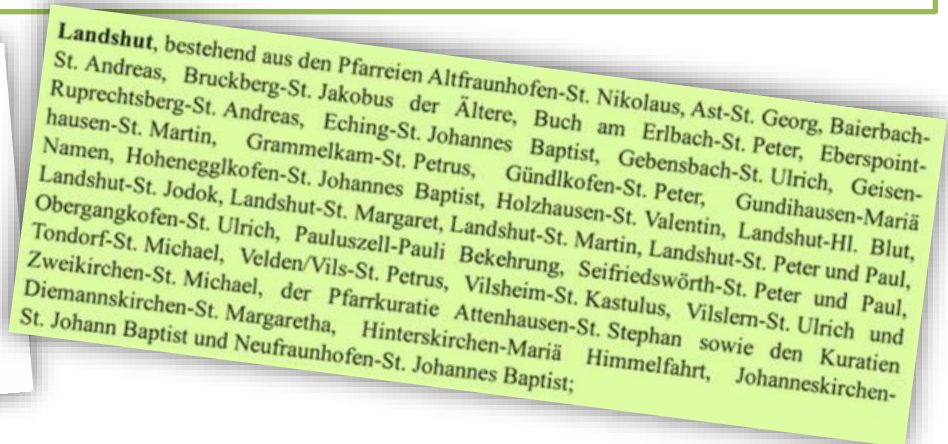 Landshut, bestehend aus den Pfarreien Altfraunhofen-St. Nikolaus, Ast-St. Georg, Baierbach-
St. Andreas, Bruckberg-St. Jakobus der Ältere, Buch am Erlbach-St. Peter, Eberspoint-
Ruprechtsberg-St. Andreas, Eching-St. Johannes Baptist, Gebensbach-St. Ulrich, Geisen-
hausen-St. Martin, Grammelkam-St. Petrus, Gündlkofen-St. Peter, Gundihausen-Mariä
Namen, Hohenegglkofen-St. Johannes Baptist, Holzhausen-St. Valentin, Landshut-Hl. Blut,
Landshut-St. Jodok, Landshut-St. Margaret, Landshut-St. Martin, Landshut-St. Peter und Paul,
Obergangkofen-St. Ulrich, Pauluszell-Pauli Bekehrung, Seifriedswörth-St. Peter und Paul,
Tondorf-St. Michael, Velden/Vils-St. Petrus, Vilsheim-St. Kastulus, Vilslern-St. Ulrich und
Zweikirchen-St. Michael, der Pfarrkuratie Attenhausen-St. Stephan sowie den Kuratien
Diemannskirchen-St. Margaretha, Hinterskirchen-Mariä Himmelfahrt, Johanneskirchen-
St. Johann Baptist und Neufraunhofen-St. Johannes Baptist;